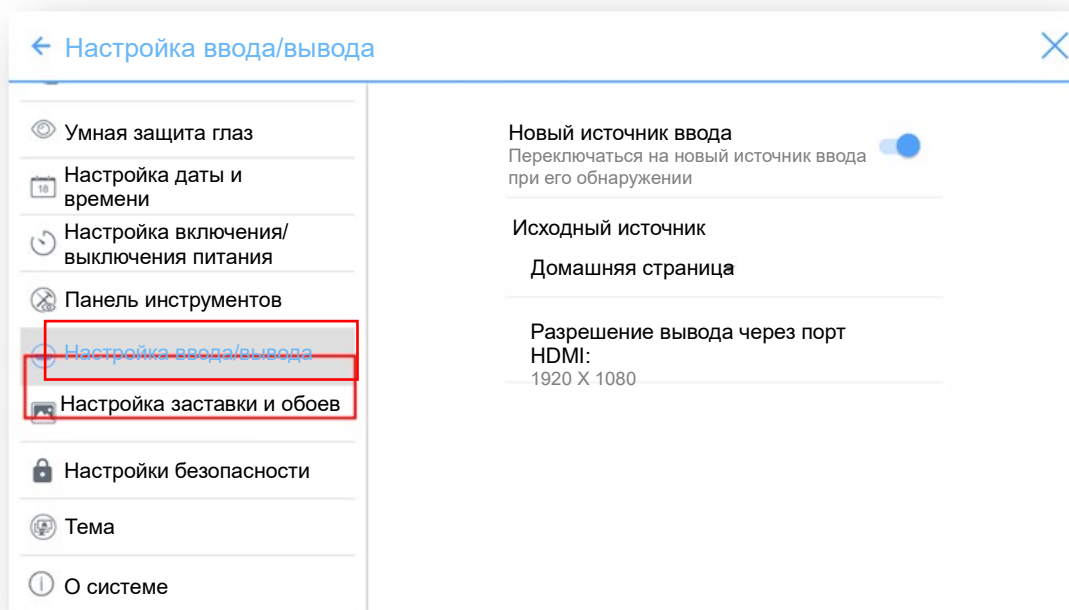 Настройка ввода/вывода
Умная защита глаз
18
Настройка даты и
времени
Настройка включения/
выключения питания
Панель инструментов
Настройка ввода/вывода
Настройка заставки и обоев
Настройки безопасности
Тема
О системе
Новый источник ввода
Переключаться на новый источник ввода
при его обнаружении
Исходный источник
Домашняя страница
Разрешение вывода через порт
HDMI:
1920 X 1080